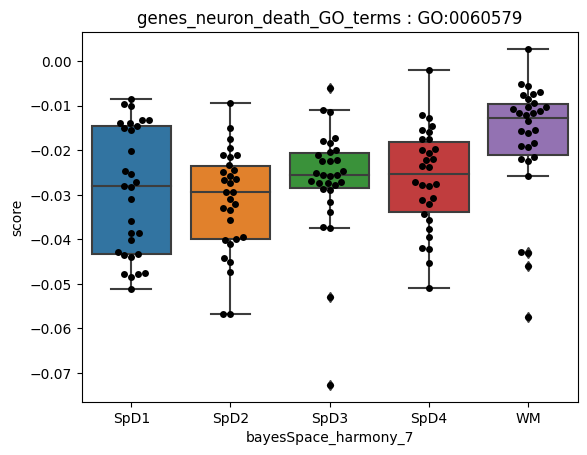 genes_neuron_death_GO_terms : GO:0060579
score
0.00
−0.01
−0.02
−0.03
−0.04
−0.05
−0.06
−0.07
SpD1 SpD2 SpD3 SpD4 WM
bayesSpace_harmony_7